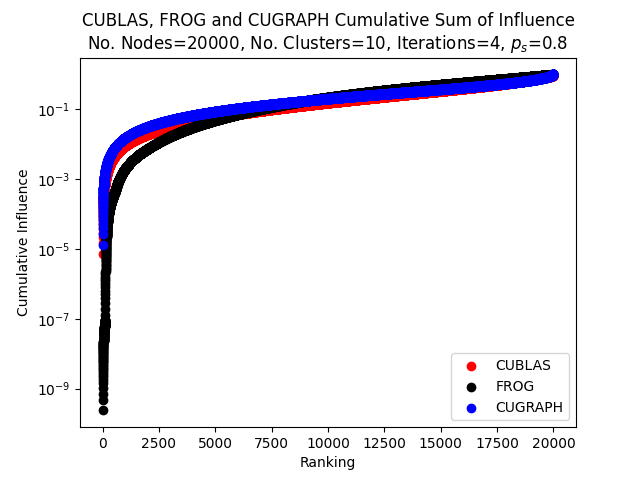 CUBLAS, FROG and CUGRAPH Cumulative Sum of Influence
No. Nodes=20000, No. Clusters=10, Iterations=4, pₛ=0.8
Cumulative Influence
10⁻¹
10⁻³
10⁻⁵
10⁻⁷
10⁻⁹
CUBLAS
FROG
CUGRAPH
0 2500 5000 7500 10000 12500 15000 17500 20000
Ranking